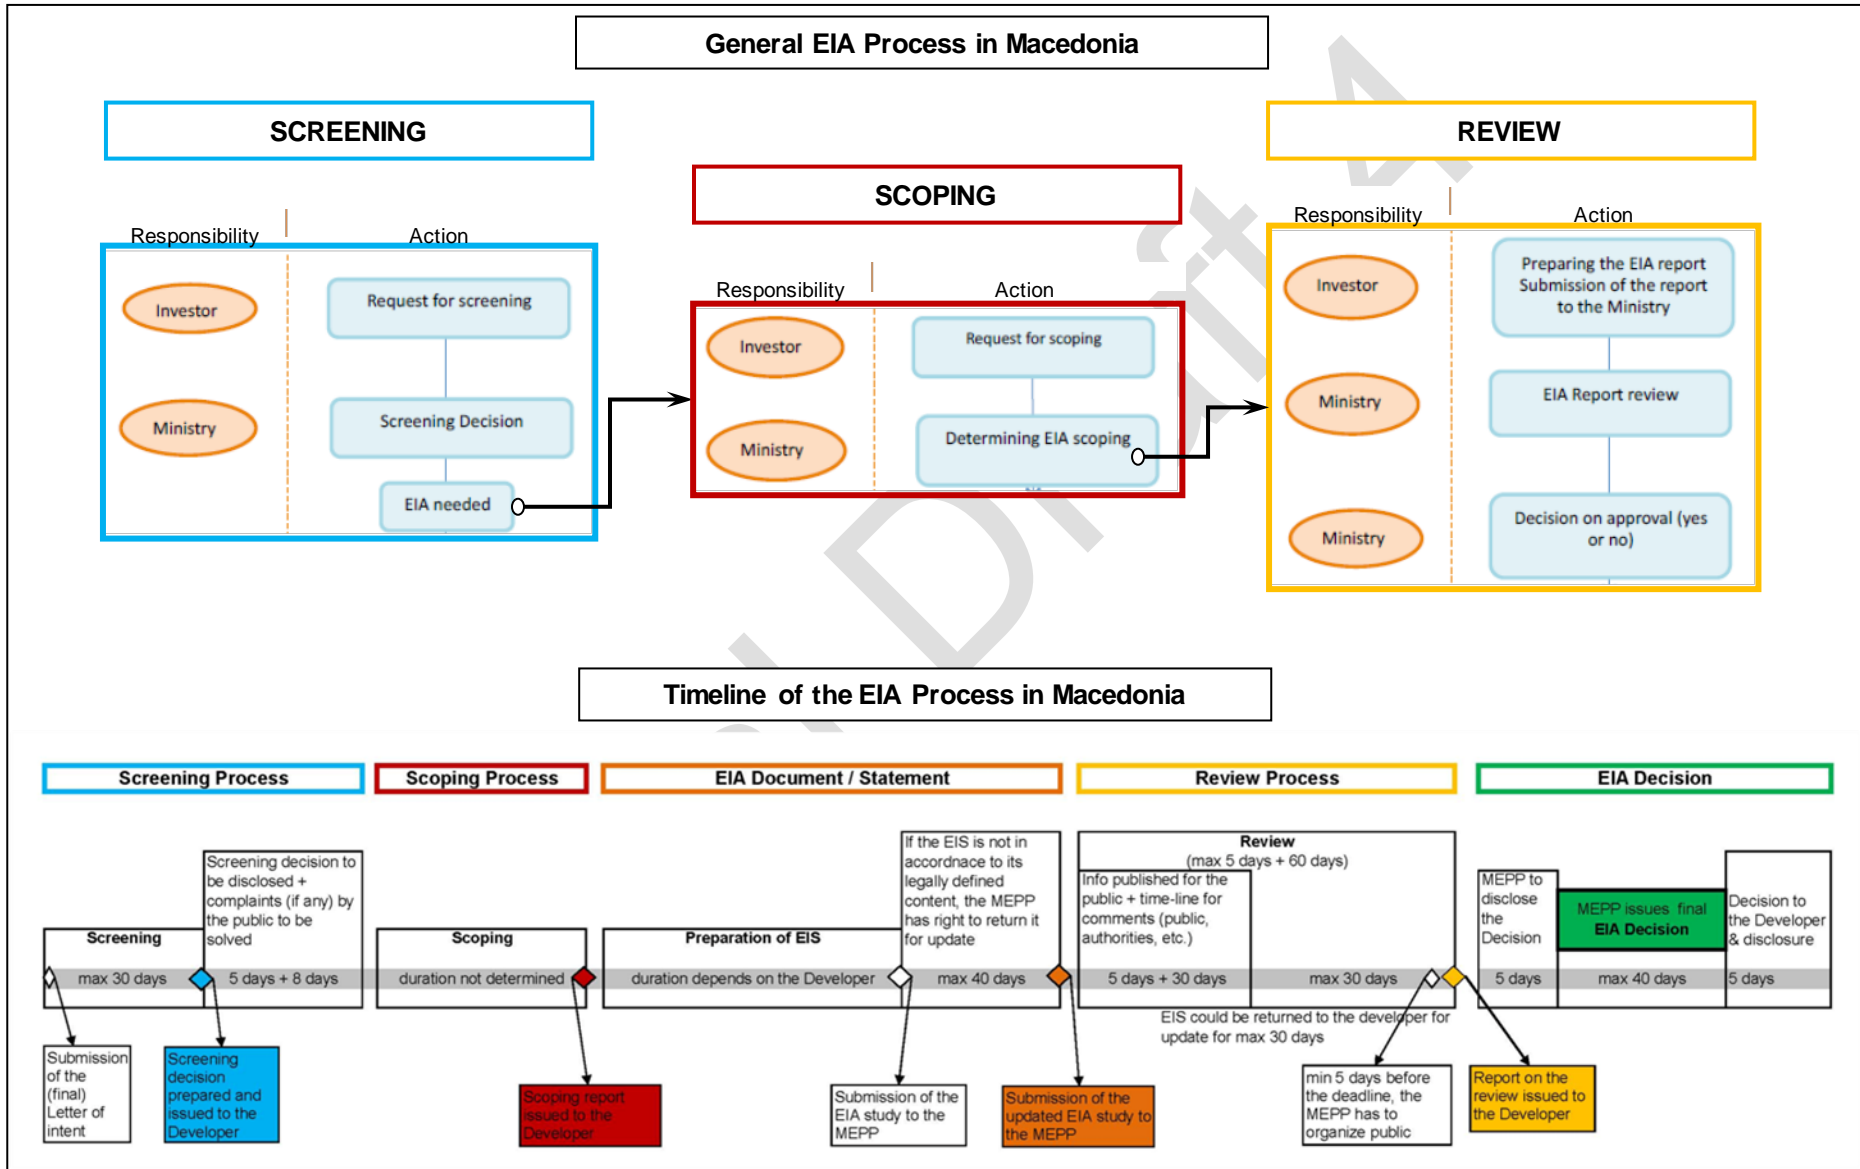 General EIA Process in Macedonia
SCREENING
Responsibility
Action
Investor
Request for screening
Ministry
Screening Decision
EIA needed
SCOPING
Responsibility
Action
Investor
Request for scoping
Ministry
Determining EIA scoping
REVIEW
Responsibility
Action
Investor
Preparing the EIA report
Submission of the report
to the Ministry
Ministry
EIA Report review
Ministry
Decision on approval (yes
or no)
Draft 4
Timeline of the EIA Process in Macedonia
Screening Process
Scoping Process
EIA Document / Statement
Review Process
EIA Decision
Screening
max 30 days
Screening decision to
be disclosed +
complaints (if any) by
the public to be
solved
5 days + 8 days
Submission
of the
(final)
Letter of
intent
Screening
decision
prepared and
issued to the
Developer
Scoping
duration not determined
Scoping report
issued to the
Developer
Preparation of EIS
duration depends on the Developer
If the EIS is not in
accordnace to its
legally defined
content, the MEPP
has right to return it
for update
max 40 days
Submission of the
EIA study to the
MEPP
Submission of the
updated EIA study to
the MEPP
Review
(max 5 days + 60 days)
Info published for the
public + time-line for
comments (public,
authorities, etc.)
5 days + 30 days
max 30 days
EIS could be returned to the developer for
update for max 30 days
min 5 days before
the deadline, the
MEPP has to
organize public
Report on the
review issued to
the Developer
MEPP to
disclose
the
Decision
5 days
MEPP issues final
EIA Decision
max 40 days
Decision to
the Developer
& disclosure
5 days